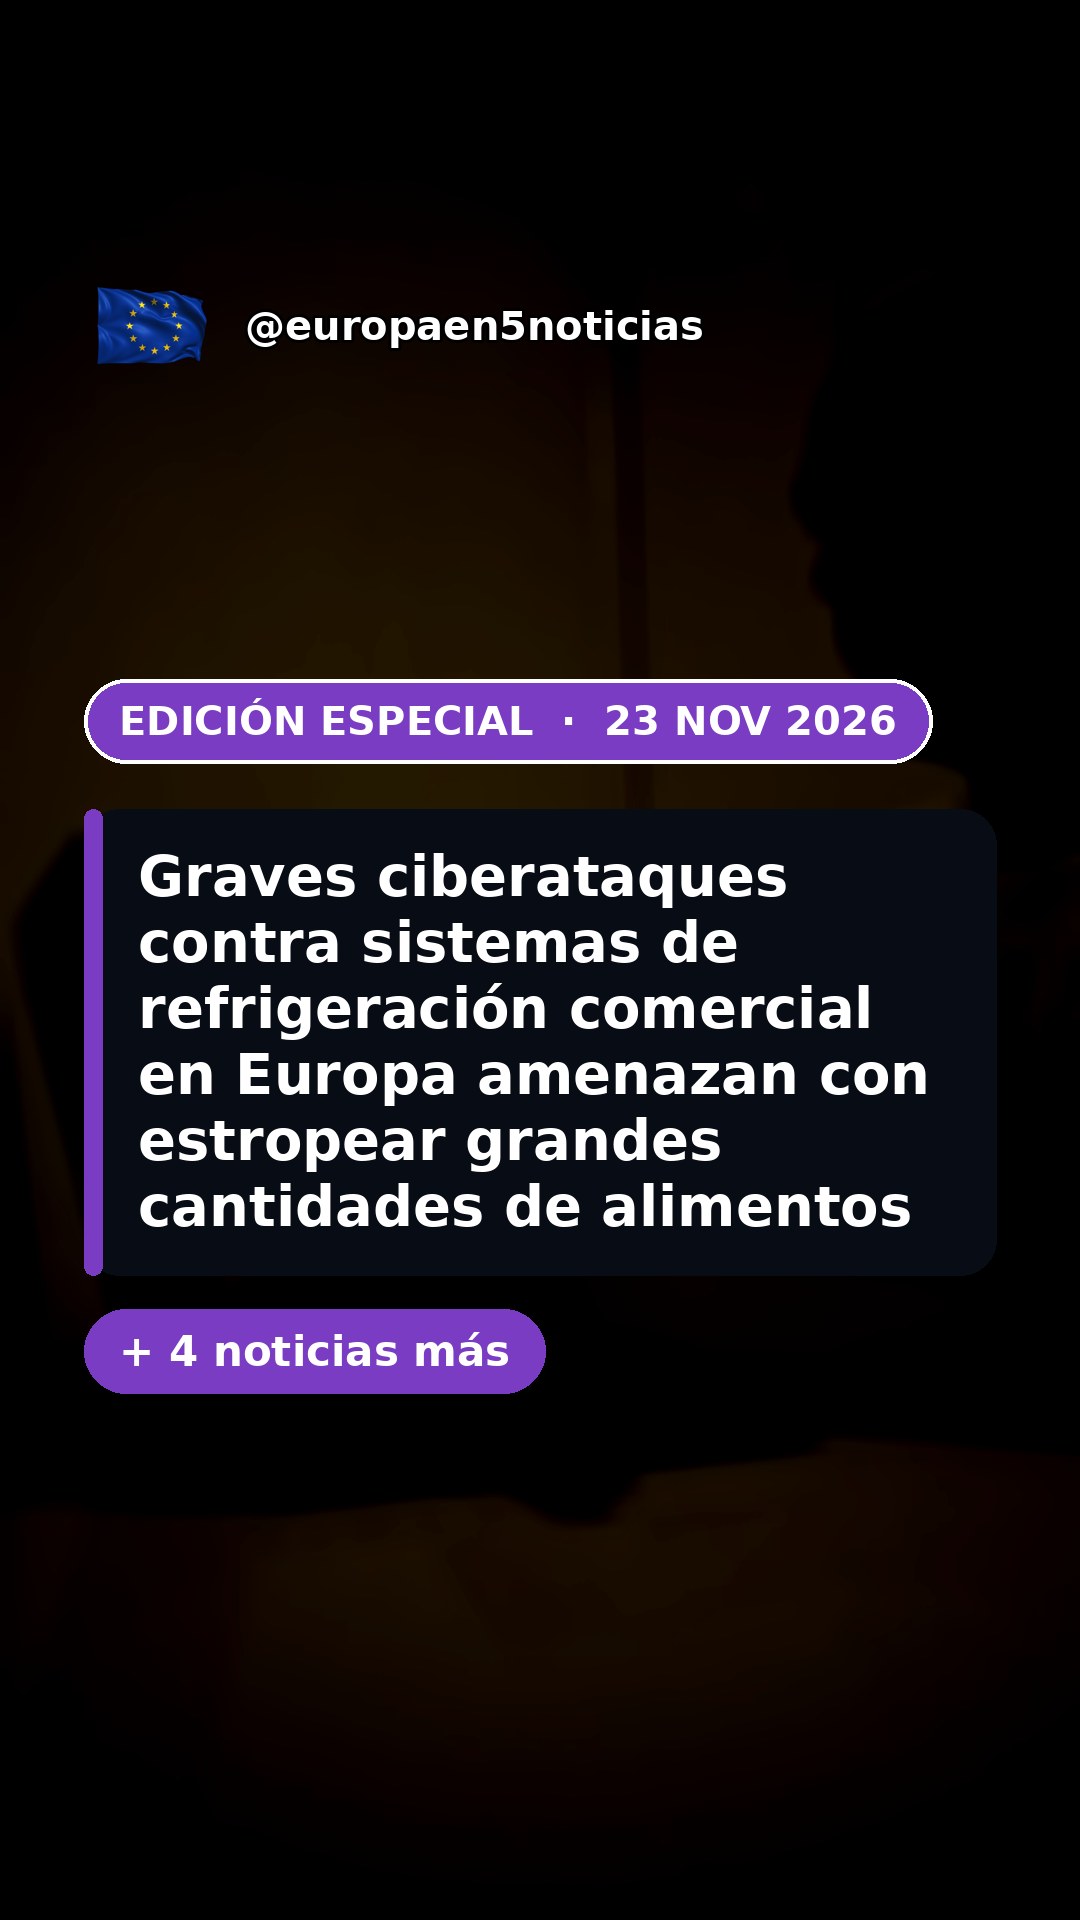 @europaen5noticias
EDICIÓN ESPECIAL · 23 NOV 2026
Graves ciberataques
contra sistemas de
refrigeración comercial
en Europa amenazan con
estropear grandes
cantidades de alimentos
+ 4 noticias más